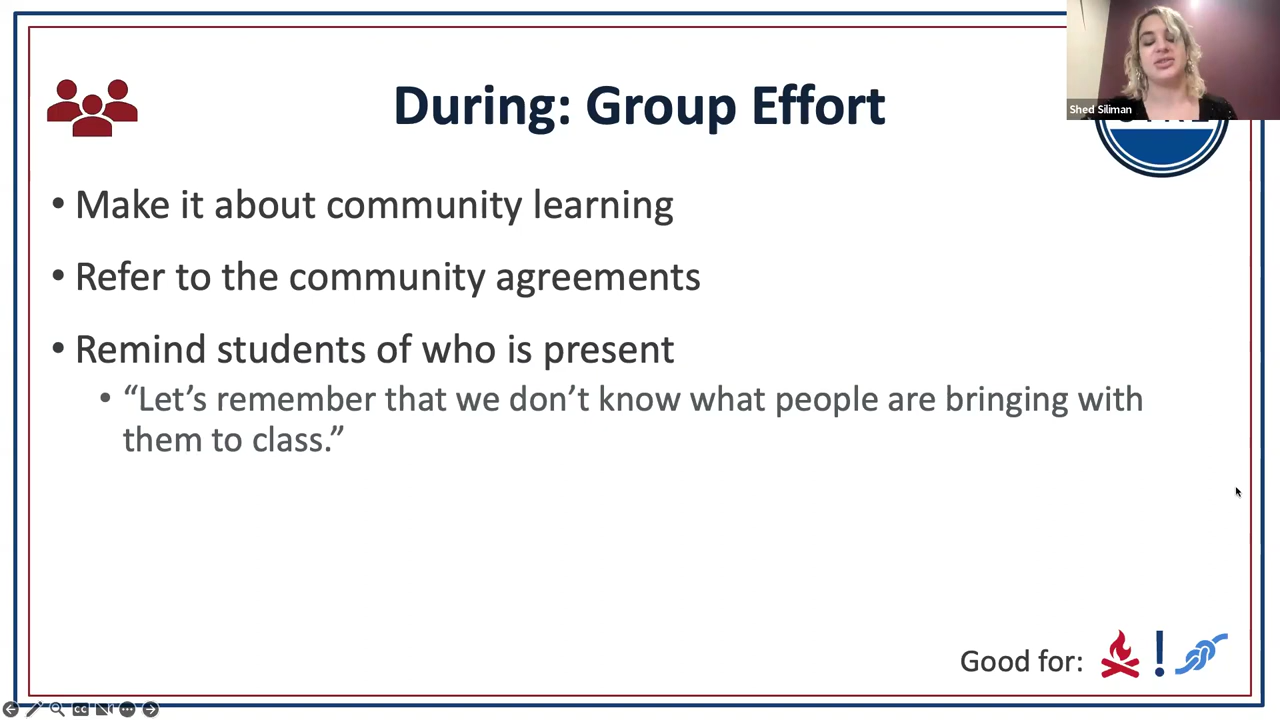 Shed Siliman
During: Group Effort
• Make it about community learning
• Refer to the community agreements
• Remind students of who is present
• “Let’s remember that we don’t know what people are bringing with
them to class.”
Good for:
CC